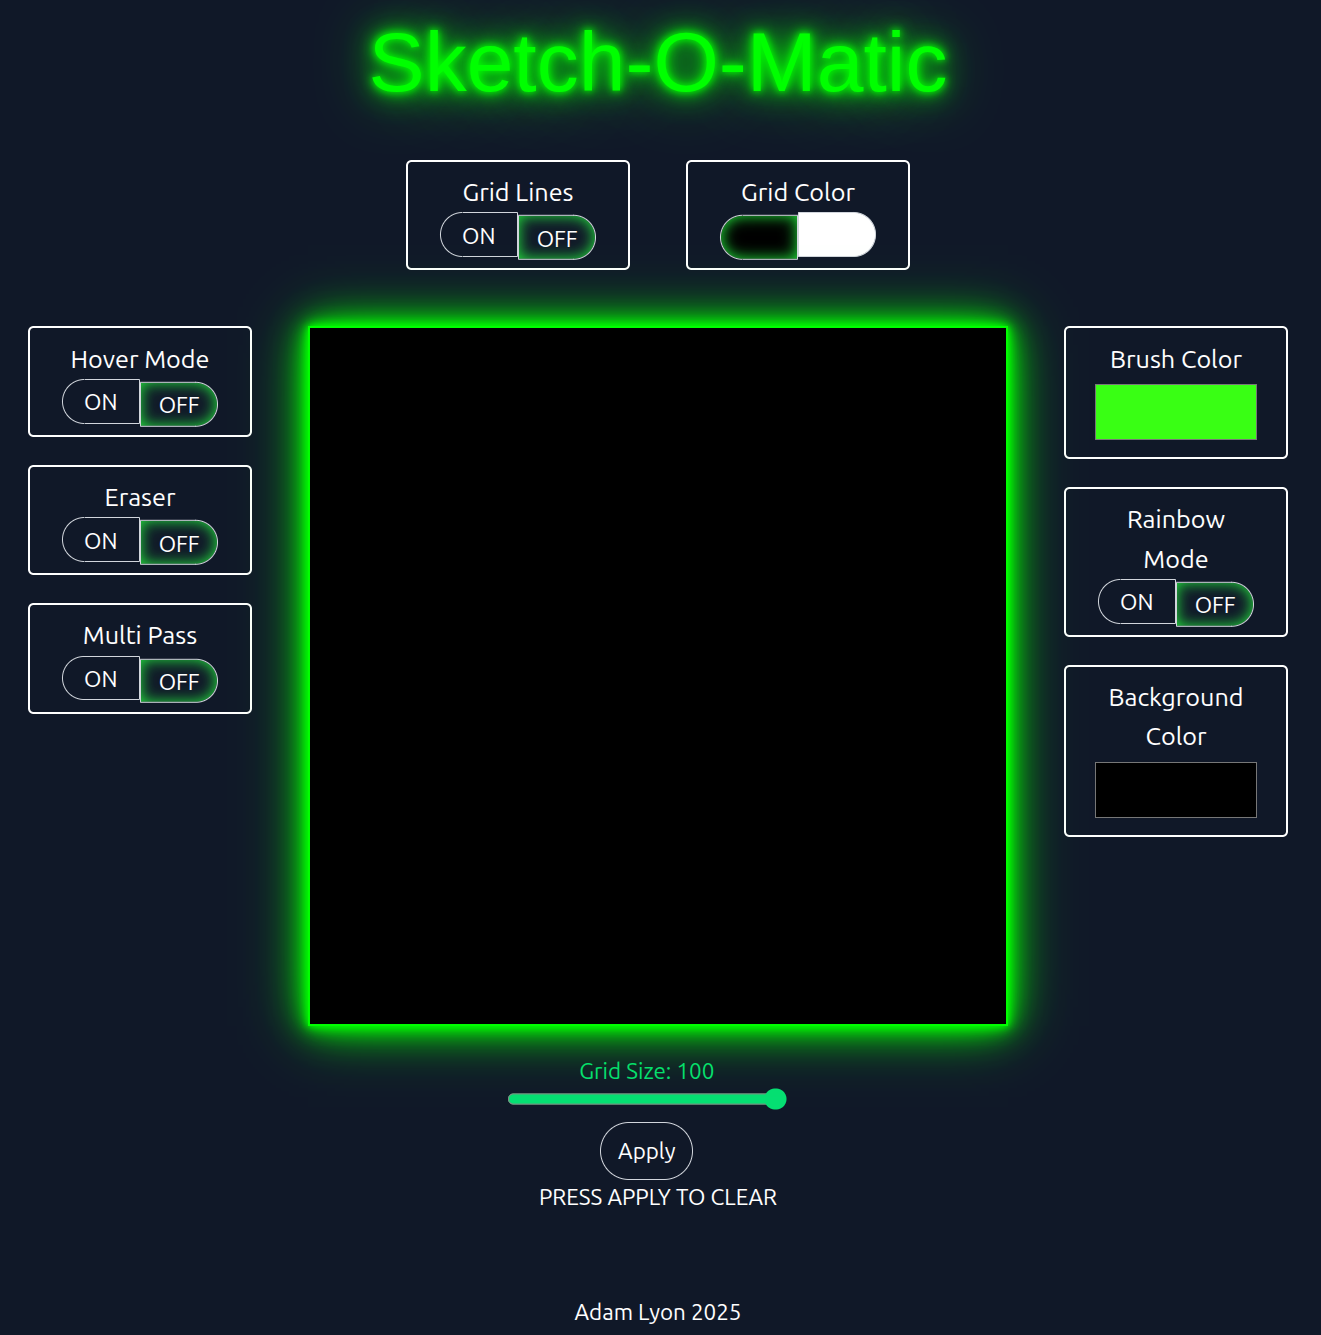 Sketch-O-Matic
Grid Lines
ON OFF
Grid Color
Hover Mode
ON OFF
Eraser
ON OFF
Multi Pass
ON OFF
Brush Color
Rainbow
Mode
ON OFF
Background
Color
Grid Size: 100
Apply
PRESS APPLY TO CLEAR
Adam Lyon 2025